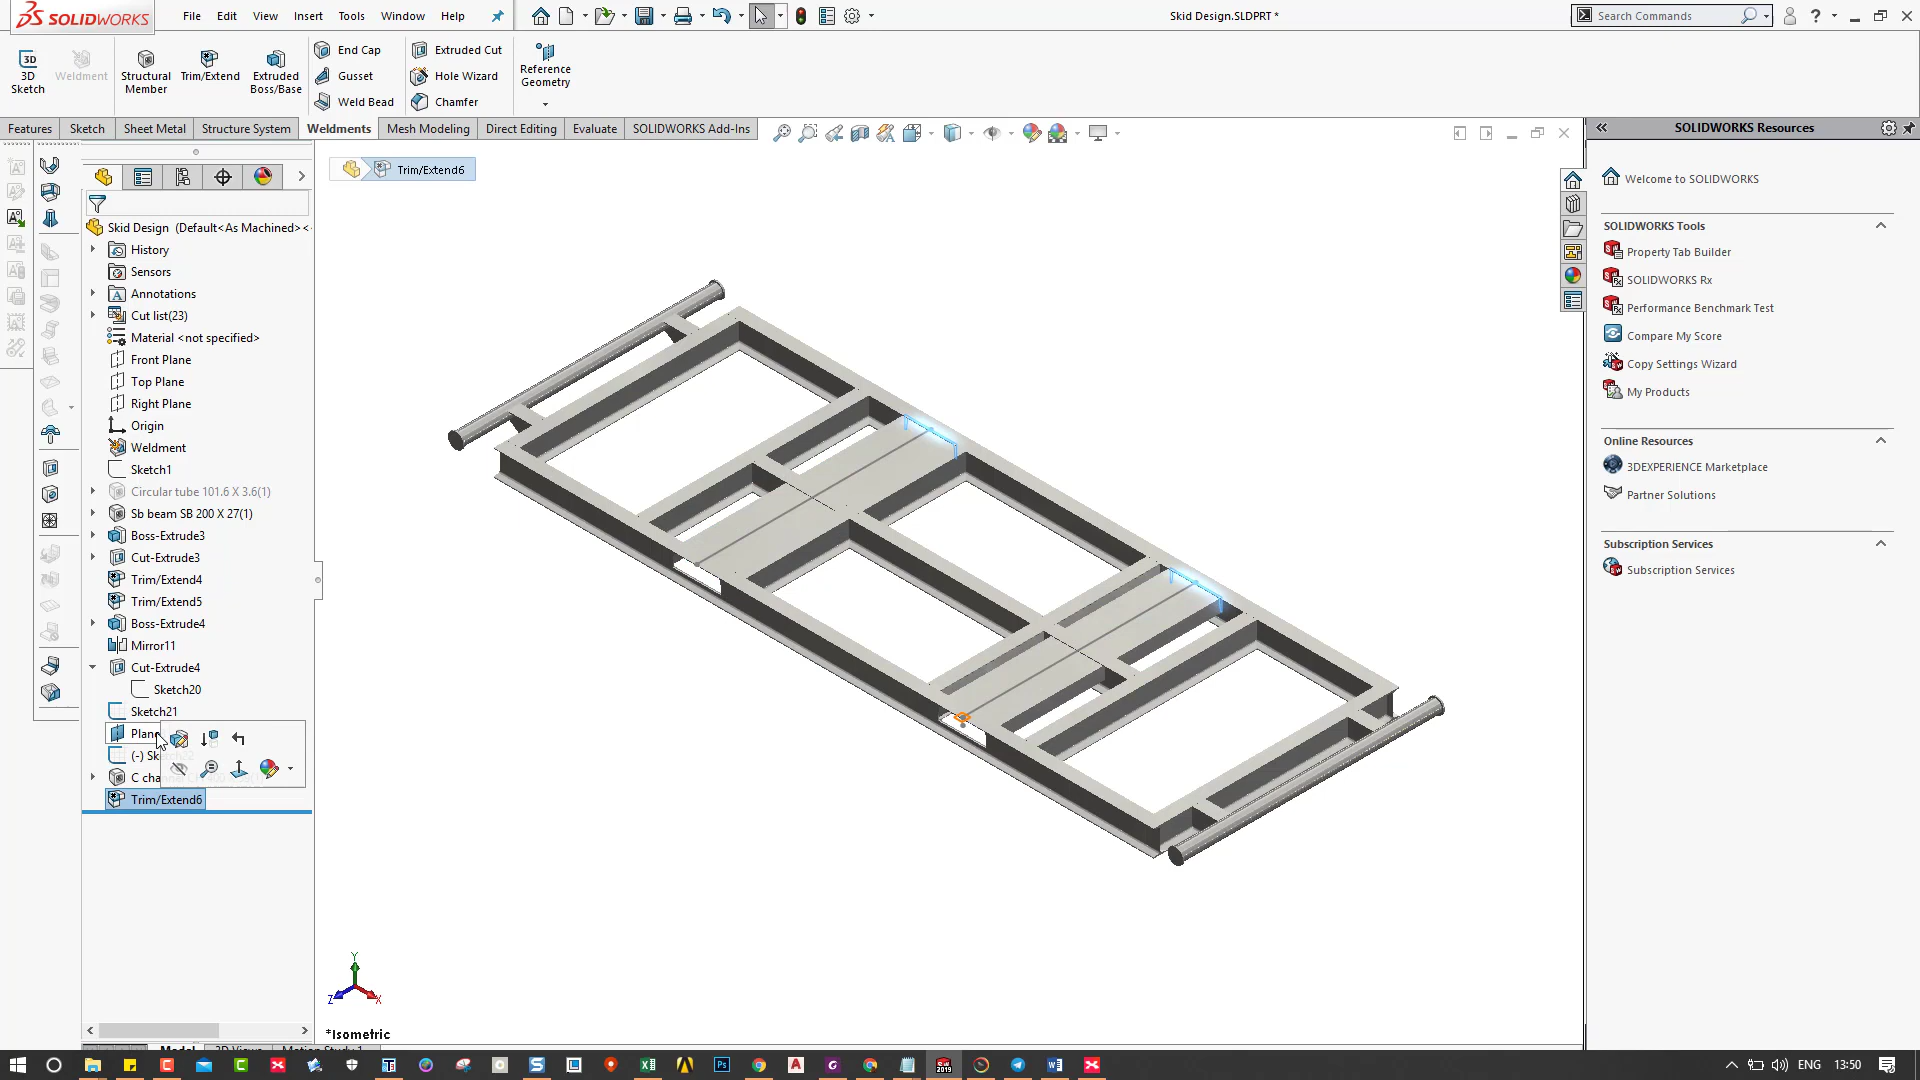 SOLIDWORKS
File Edit View Insert Tools Window Help
Skid Design.SLDPRT *
Search Commands
3D Sketch
Weldment
Structural Member
Trim/Extend
Extruded Boss/Base
End Cap
Gusset
Weld Bead
Extruded Cut
Hole Wizard
Chamfer
Reference Geometry
Features Sketch Sheet Metal Structure System Weldments Mesh Modeling Direct Editing Evaluate SOLIDWORKS Add-Ins
Trim/Extend6
Skid Design (Default<As Machined><
History
Sensors
Annotations
Cut list(23)
Material <not specified>
Front Plane
Top Plane
Right Plane
Origin
Weldment
Sketch1
Circular tube 101.6 X 3.6(1)
Sb beam SB 200 X 27(1)
Boss-Extrude3
Cut-Extrude3
Trim/Extend4
Trim/Extend5
Boss-Extrude4
Mirror11
Cut-Extrude4
Sketch20
Sketch21
Plane
(-) Sk
C cha
Trim/Extend6
Y
Z
X
*Isometric
SOLIDWORKS Resources
Welcome to SOLIDWORKS
SOLIDWORKS Tools
Property Tab Builder
SOLIDWORKS Rx
Performance Benchmark Test
Compare My Score
Copy Settings Wizard
My Products
Online Resources
3DEXPERIENCE Marketplace
Partner Solutions
Subscription Services
Subscription Services
Model 3D Views Motion Study 1
ENG 13:50